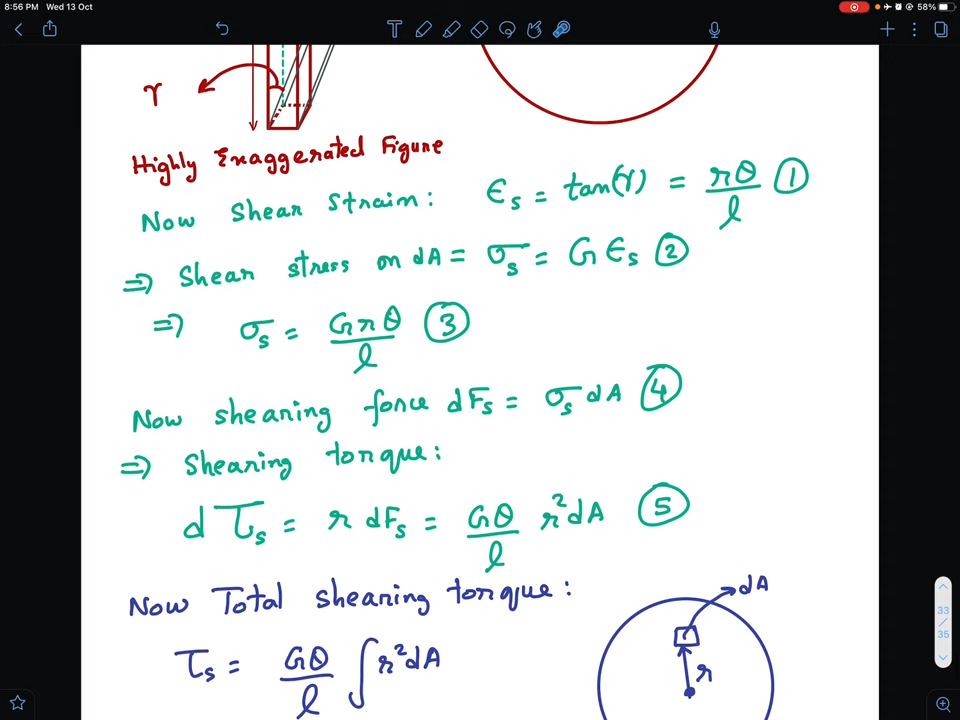 8:56 PM Wed 13 Oct
58%
γ
Highly Exaggerated Figure
Now Shear Strain: ϵs = tan(γ) = rθ/l ①
⇒ Shear stress on dA = σs = G ϵs ②
⇒ σs = Grθ/l ③
Now shearing force dFs = σs dA ④
⇒ Shearing torque:
d τs = r dFs = Gθ/l r²dA ⑤
Now Total shearing torque:
dA
τs = Gθ/l ∫ r²dA
r
33
/
35